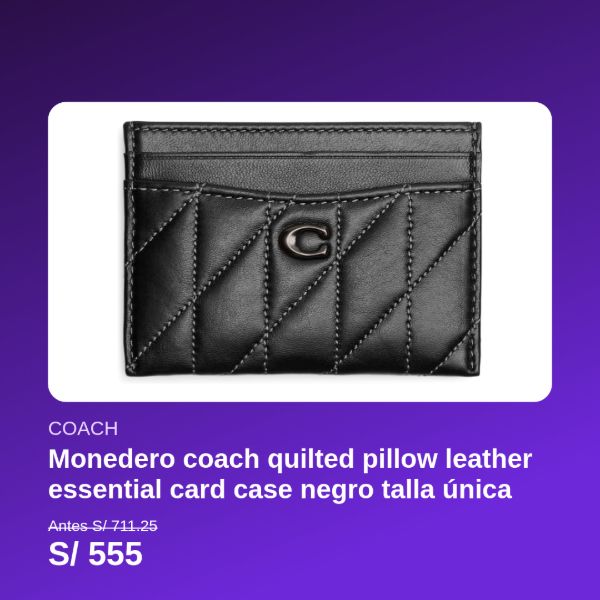 C
COACH
Monedero coach quilted pillow leather
essential card case negro talla única
Antes S/ 711.25
S/ 555